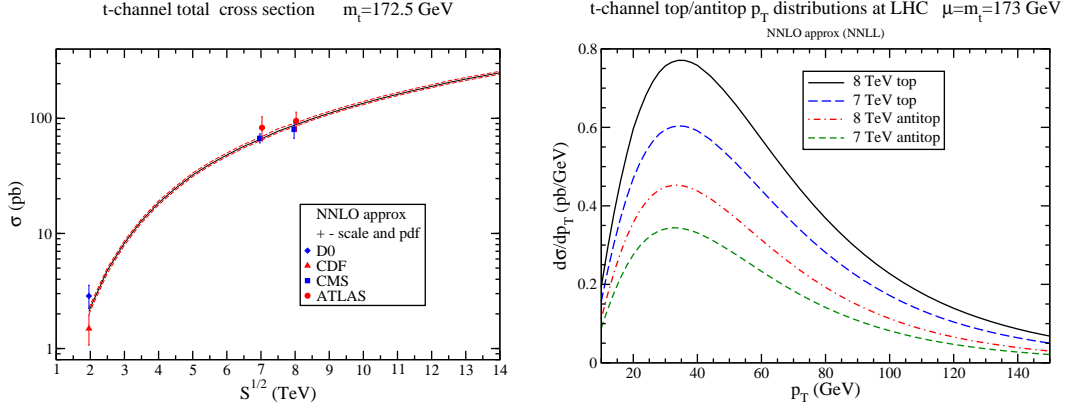 t-channel total cross section m_t=172.5 GeV
100
10
1
σ (pb)
NNLO approx
+ - scale and pdf
D0
CDF
CMS
ATLAS
1 2 3 4 5 6 7 8 9 10 11 12 13 14
S^{1/2} (TeV)
t-channel top/antitop p_T distributions at LHC μ=m_t=173 GeV
NNLO approx (NNLL)
0.8
0.6
0.4
0.2
0
dσ/dp_T (pb/GeV)
8 TeV top
7 TeV top
8 TeV antitop
7 TeV antitop
20 40 60 80 100 120 140
p_T (GeV)